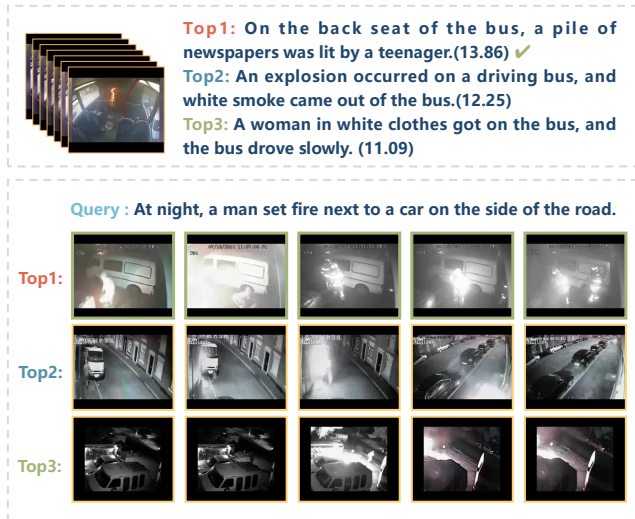 Top1: On the back seat of the bus, a pile of
newspapers was lit by a teenager.(13.86) ✔
Top2: An explosion occurred on a driving bus, and
white smoke came out of the bus.(12.25)
Top3: A woman in white clothes got on the bus, and
the bus drove slowly. (11.09)
Query : At night, a man set fire next to a car on the side of the road.
Top1:
Top2:
Top3: